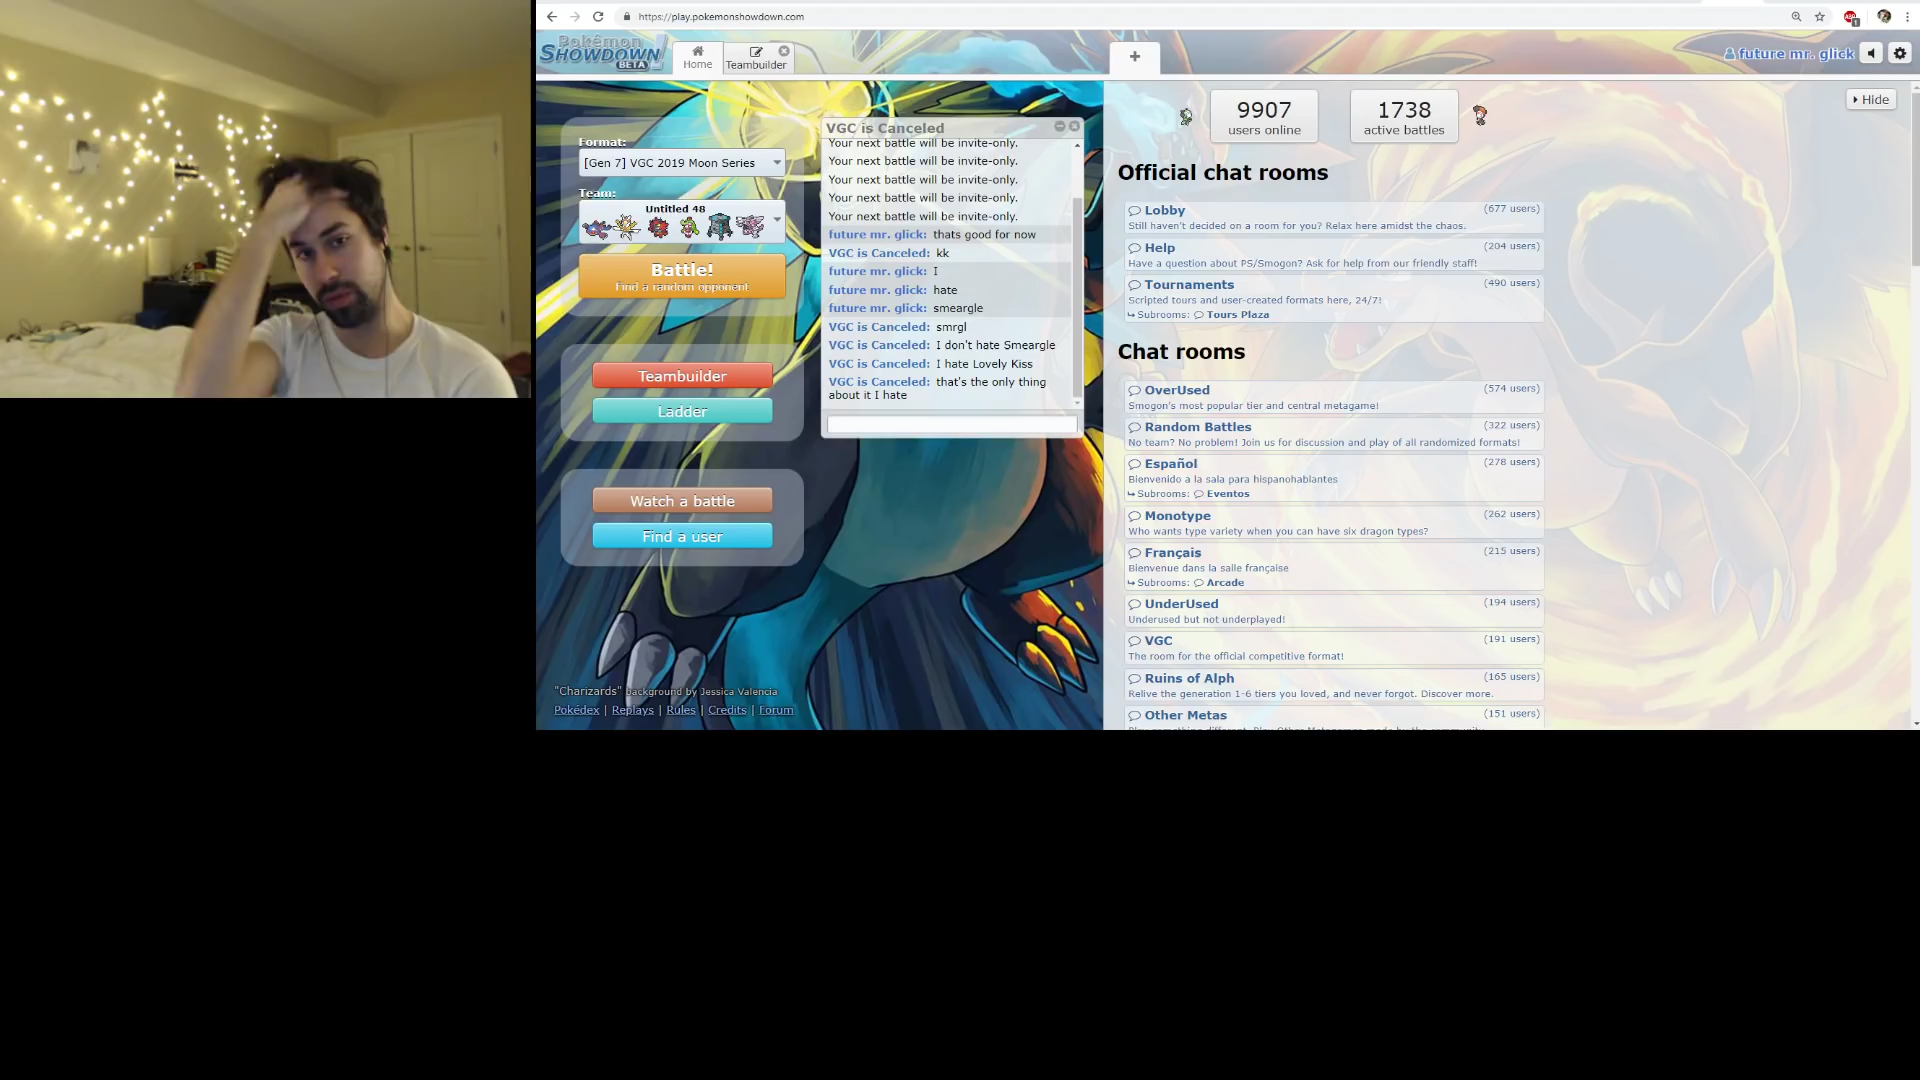 https://play.pokemonshowdown.com
Pokémon
SHOWDOWN!
BETA
Home
Teambuilder
+
future mr. glick
Format:
[Gen 7] VGC 2019 Moon Series
Team:
Untitled 48
Battle!
Find a random opponent
Teambuilder
Ladder
Watch a battle
Find a user
"Charizards" background by Jessica Valencia
Pokédex | Replays | Rules | Credits | Forum
VGC is Canceled
Your next battle will be invite-only.
Your next battle will be invite-only.
Your next battle will be invite-only.
Your next battle will be invite-only.
Your next battle will be invite-only.
future mr. glick: thats good for now
VGC is Canceled: kk
future mr. glick: I
future mr. glick: hate
future mr. glick: smeargle
VGC is Canceled: smrgl
VGC is Canceled: I don't hate Smeargle
VGC is Canceled: I hate Lovely Kiss
VGC is Canceled: that's the only thing
about it I hate
9907
users online
1738
active battles
Hide
Official chat rooms
Lobby (677 users)
Still haven't decided on a room for you? Relax here amidst the chaos.
Help (204 users)
Have a question about PS/Smogon? Ask for help from our friendly staff!
Tournaments (490 users)
Scripted tours and user-created formats here, 24/7!
Subrooms: Tours Plaza
Chat rooms
OverUsed (574 users)
Smogon's most popular tier and central metagame!
Random Battles (322 users)
No team? No problem! Join us for discussion and play of all randomized formats!
Español (278 users)
Bienvenido a la sala para hispanohablantes
Subrooms: Eventos
Monotype (262 users)
Who wants type variety when you can have six dragon types?
Français (215 users)
Bienvenue dans la salle française
Subrooms: Arcade
UnderUsed (194 users)
Underused but not underplayed!
VGC (191 users)
The room for the official competitive format!
Ruins of Alph (165 users)
Relive the generation 1-6 tiers you loved, and never forgot. Discover more.
Other Metas (151 users)